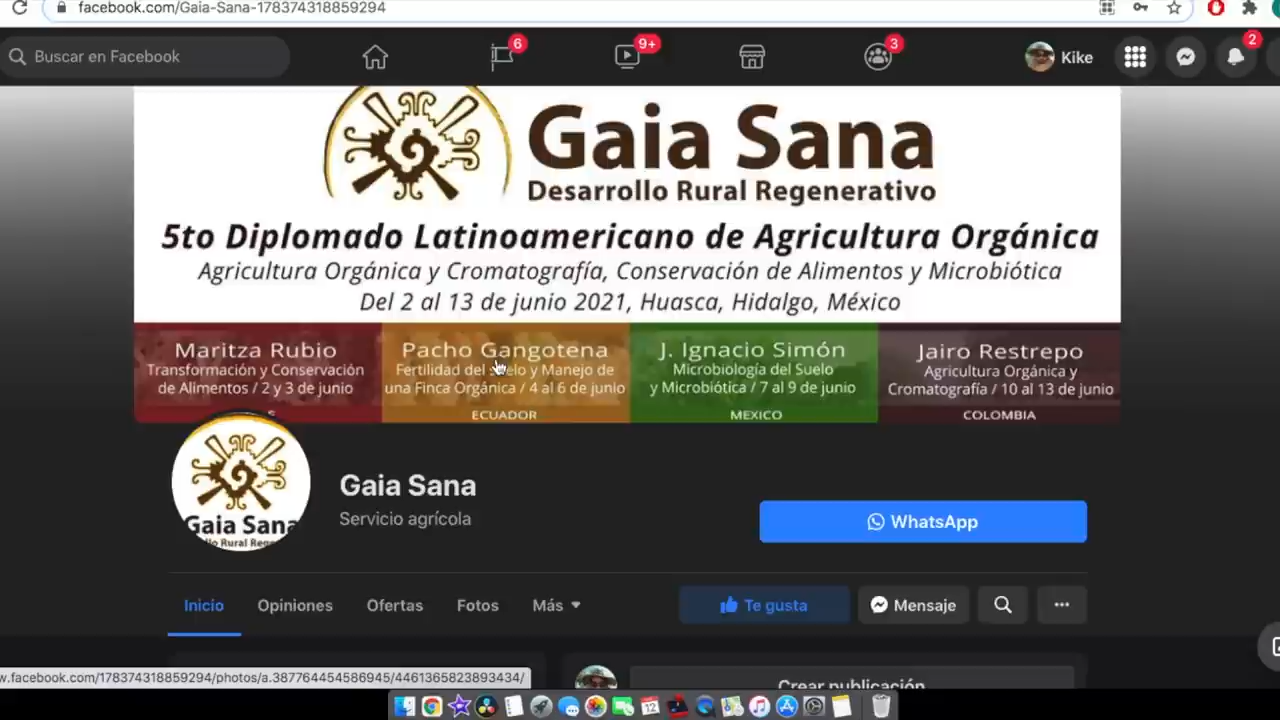 facebook.com/Gaia-Sana-178374318859294
Buscar en Facebook
6
9+
3
Kike
2
Gaia Sana
Desarrollo Rural Regenerativo
5to Diplomado Latinoamericano de Agricultura Orgánica
Agricultura Orgánica y Cromatografía, Conservación de Alimentos y Microbiótica
Del 2 al 13 de junio 2021, Huasca, Hidalgo, México
Maritza Rubio
Transformación y Conservación
de Alimentos / 2 y 3 de junio
Pacho Gangotena
Fertilidad del suelo y Manejo de
una Finca Orgánica / 4 al 6 de junio
ECUADOR
J. Ignacio Simón
Microbiología del Suelo
y Microbiótica / 7 al 9 de junio
MEXICO
Jairo Restrepo
Agricultura Orgánica y
Cromatografía / 10 al 13 de junio
COLOMBIA
Gaia Sana
Gaia Sana
Servicio agrícola
WhatsApp
Inicio
Opiniones
Ofertas
Fotos
Más
Te gusta
Mensaje
w.facebook.com/178374318859294/photos/a.387764454586945/4461365823893434/
Crear publicación
12